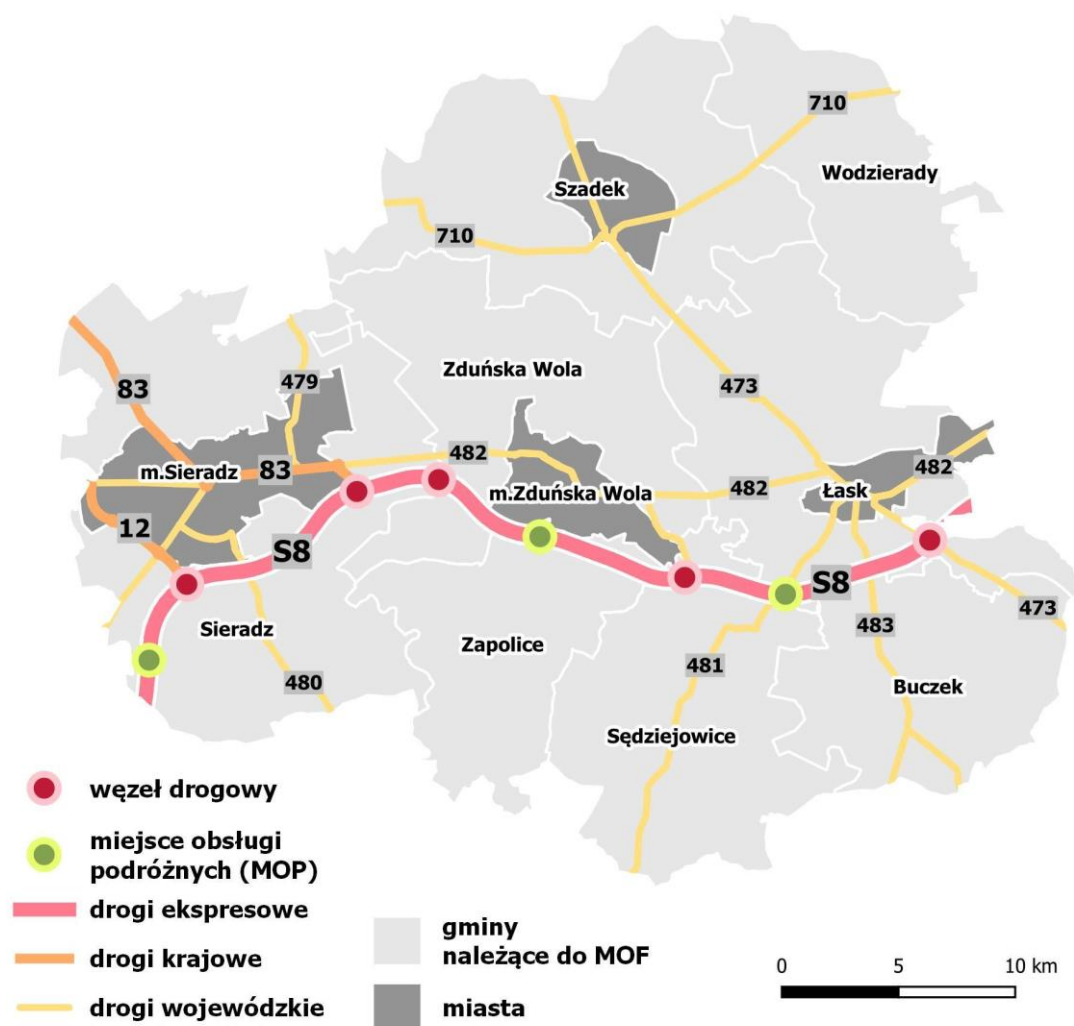 710
710
Wodzierady
Szadek
Zduńska Wola
83
479
473
m.Sieradz
83
482
482
482
m.Zduńska Wola
Łask
12
S8
S8
Sieradz
Zapolice
480
481
483
473
Buczek
Sędziejowice
węzeł drogowy
miejsce obsługi
podróżnych (MOP)
drogi ekspresowe
drogi krajowe
drogi wojewódzkie
gminy
należące do MOF
miasta
0 5 10 km